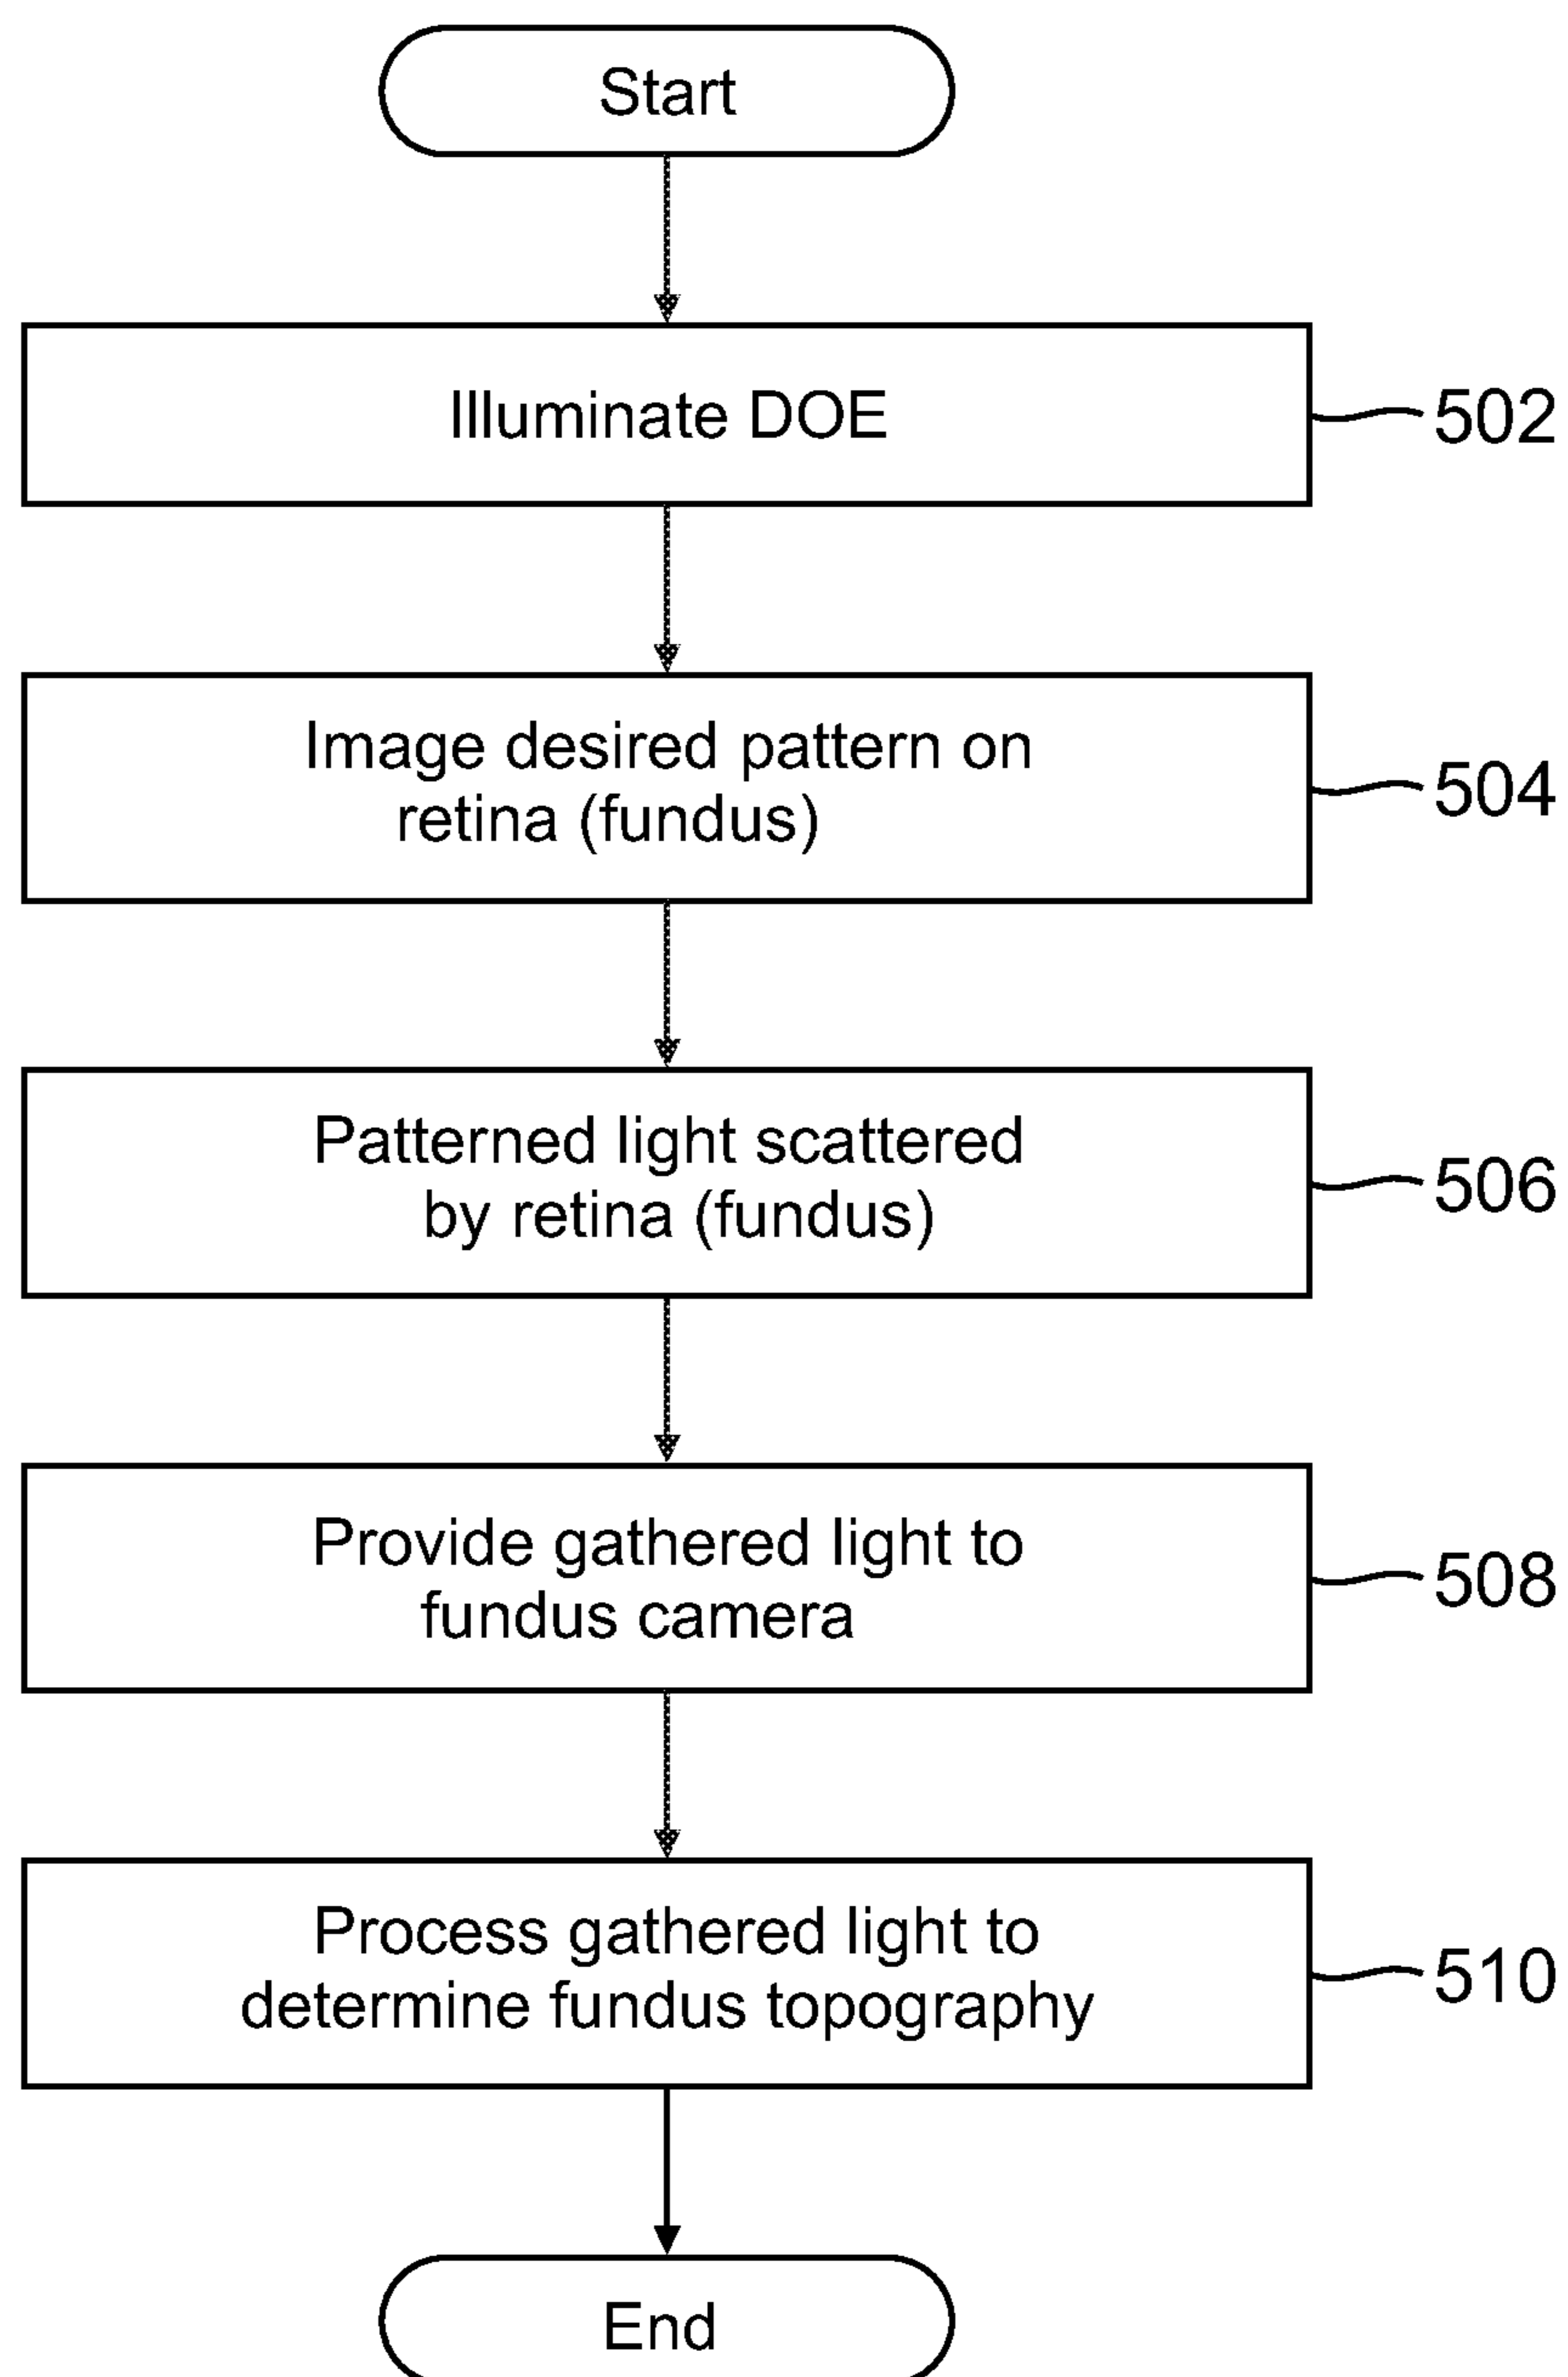 Start
Illuminate DOE
502
Image desired pattern on
retina (fundus)
504
Patterned light scattered
by retina (fundus)
506
Provide gathered light to
fundus camera
508
Process gathered light to
determine fundus topography
510
End